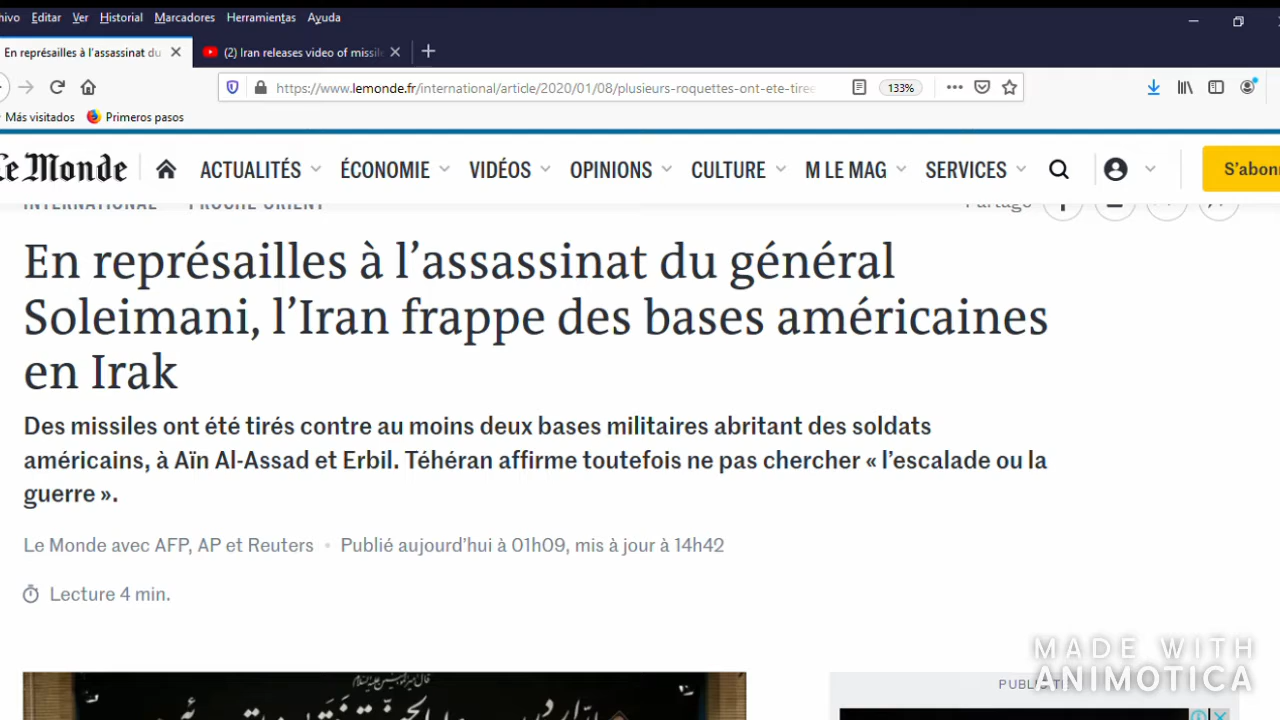 hivo Editar Ver Historial Marcadores Herramientas Ayuda
En représailles à l'assassinat du
(2) Iran releases video of missile
https://www.lemonde.fr/international/article/2020/01/08/plusieurs-roquettes-ont-ete-tiree
133%
Más visitados Primeros pasos
Le Monde ACTUALITÉS ÉCONOMIE VIDÉOS OPINIONS CULTURE M LE MAG SERVICES S'abon
INTERNATIONAL PROCHE-ORIENT Partage
En représailles à l'assassinat du général
Soleimani, l'Iran frappe des bases américaines
en Irak
Des missiles ont été tirés contre au moins deux bases militaires abritant des soldats
américains, à Aïn Al-Assad et Erbil. Téhéran affirme toutefois ne pas chercher « l'escalade ou la
guerre ».
Le Monde avec AFP, AP et Reuters • Publié aujourd'hui à 01h09, mis à jour à 14h42
Lecture 4 min.
MADE WITH
ANIMOTICA
PUBLICITÉ